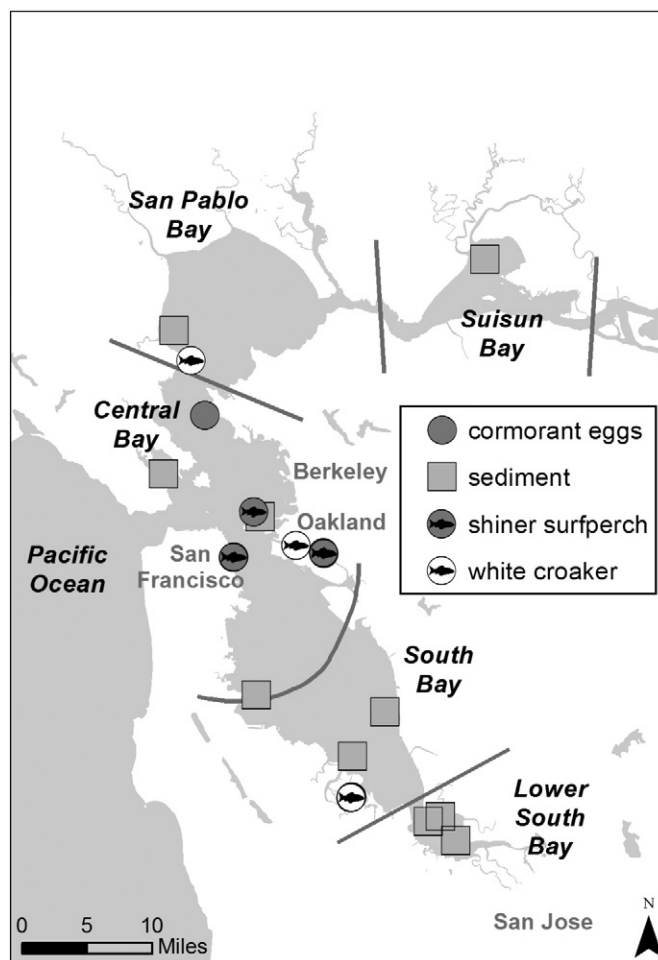 San Pablo
Bay
Suisun
Bay
Central
Bay
cormorant eggs
sediment
shiner surfperch
white croaker
Berkeley
Oakland
San
Francisco
Pacific
Ocean
South
Bay
Lower
South
Bay
San Jose
0 5 10
Miles
N